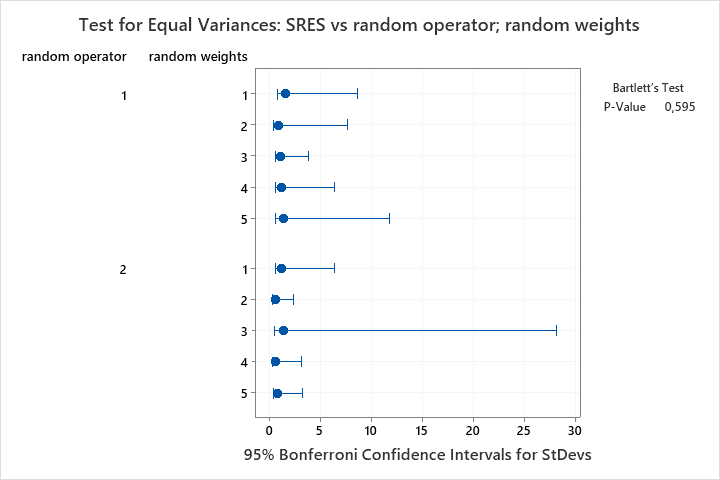 Test for Equal Variances: SRES vs random operator; random weights
random operator random weights
Bartlett's Test
P-Value 0,595
1 1
2
3
4
5
2 1
2
3
4
5
0 5 10 15 20 25 30
95% Bonferroni Confidence Intervals for StDevs